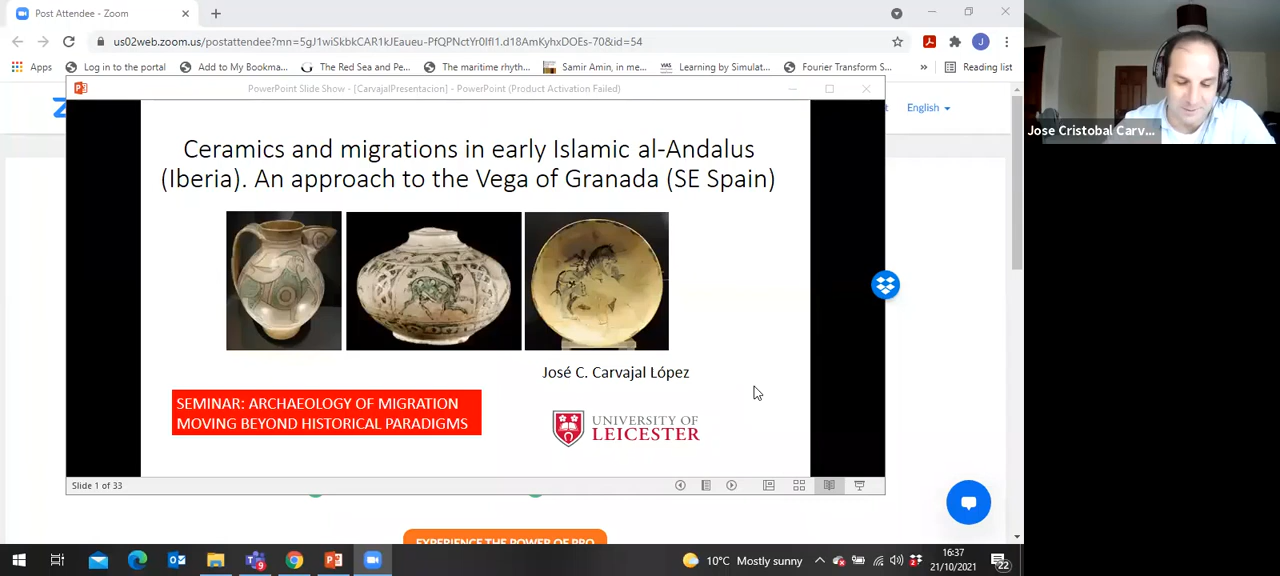 Post Attendee - Zoom
us02web.zoom.us/postattendee?mn=5gJ1wiSkbkCAR1kJEaueu-PfQPNctYr0Ifl1.d18AmKyhxDOEs-70&id=54
Apps Log in to the portal Add to My Bookma... The Red Sea and Pe... The maritime rhyth... Samir Amin, in me... Learning by Simulat... Fourier Transform S... » Reading list
PowerPoint Slide Show - [CarvajalPresentacion] - PowerPoint (Product Activation Failed)
English
Jose Cristobal Carv...
Ceramics and migrations in early Islamic al-Andalus
(Iberia). An approach to the Vega of Granada (SE Spain)
José C. Carvajal López
SEMINAR: ARCHAEOLOGY OF MIGRATION
MOVING BEYOND HISTORICAL PARADIGMS
UNIVERSITY OF
LEICESTER
Slide 1 of 33
EXPERIENCE THE POWER OF PRO
10°C Mostly sunny
16:37
21/10/2021
22